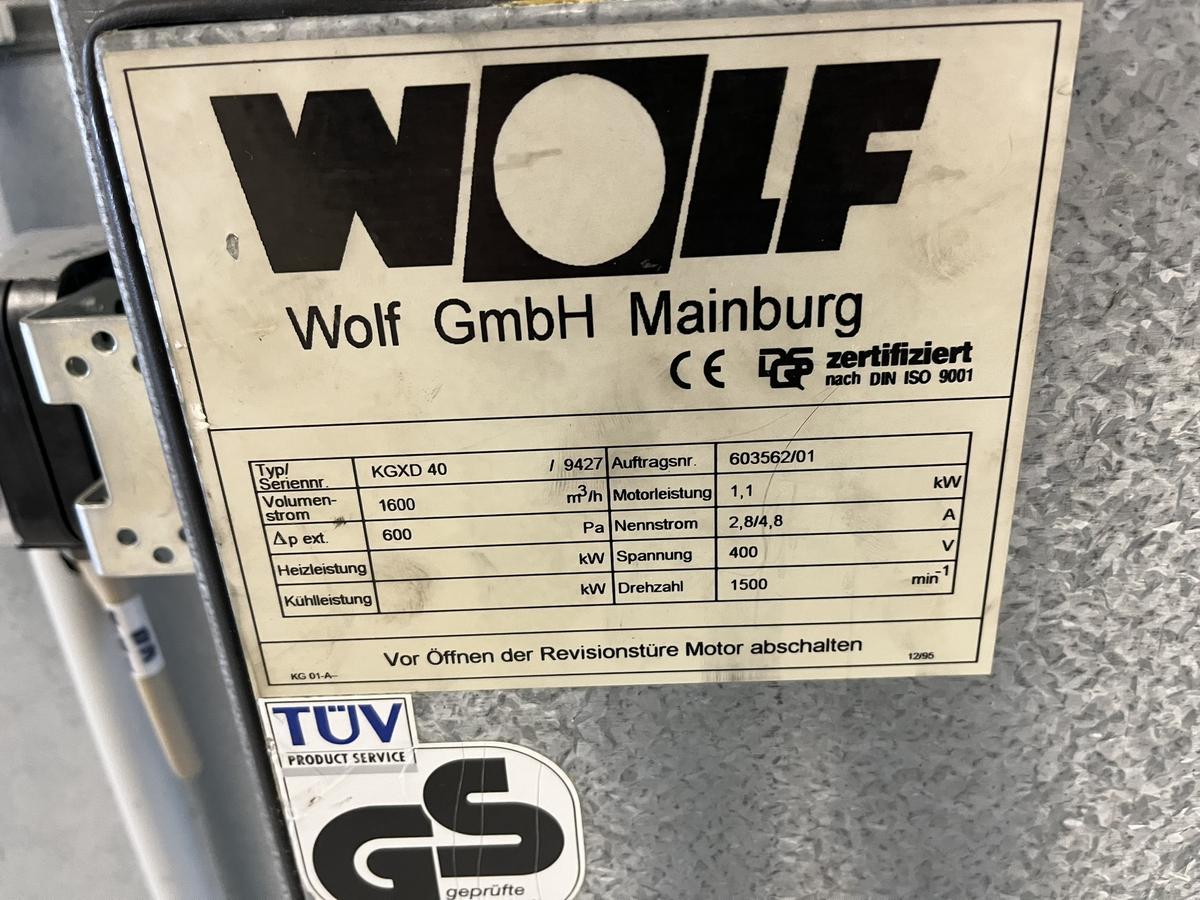 WOLF
Wolf GmbH Mainburg
CE DQS zertifiziert
nach DIN ISO 9001
Typ/ Seriennr. KGXD 40 / 9427 Auftragsnr. 603562/01
Volumen-strom 1600 m³/h Motorleistung 1,1 kW
Δp ext. 600 Pa Nennstrom 2,8/4,8 A
Heizleistung kW Spannung 400 V
Kühlleistung kW Drehzahl 1500 min-1
Vor Öffnen der Revisionstüre Motor abschalten
KG 01-A- 12/95
TÜV
PRODUCT SERVICE
GS
geprüfte